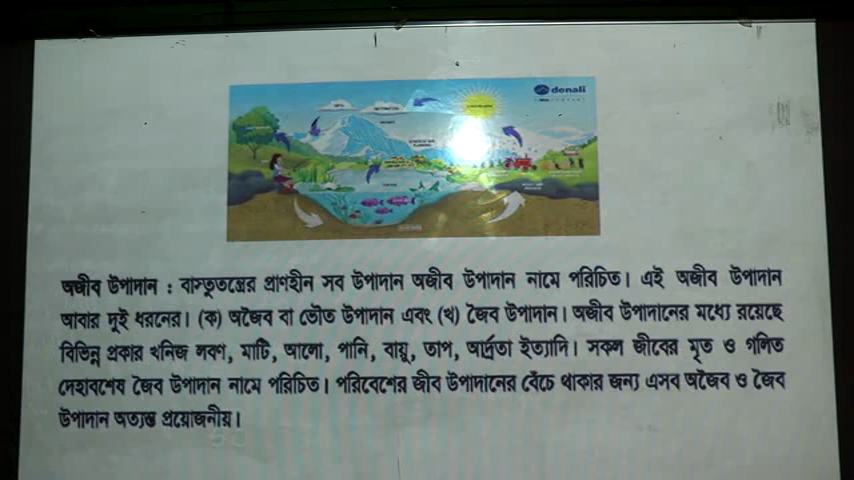 denali
অজীব উপাদান : বাস্তুতন্ত্রের প্রাণহীন সব উপাদান অজীব উপাদান নামে পরিচিত। এই অজীব উপাদান
আবার দুই ধরনের। (ক) অজৈব বা ভৌত উপাদান এবং (খ) জৈব উপাদান। অজীব উপাদানের মধ্যে রয়েছে
বিভিন্ন প্রকার খনিজ লবণ, মাটি, আলো, পানি, বায়ু, তাপ, আর্দ্রতা ইত্যাদি। সকল জীবের মৃত ও গলিত
দেহাবশেষ জৈব উপাদান নামে পরিচিত। পরিবেশের জীব উপাদানের বেঁচে থাকার জন্য এসব অজৈব ও জৈব
উপাদান অত্যন্ত প্রয়োজনীয়।